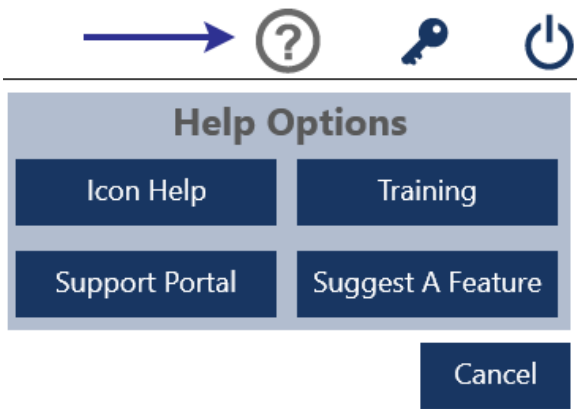 ?
Help Options
Icon Help
Training
Support Portal
Suggest A Feature
Cancel